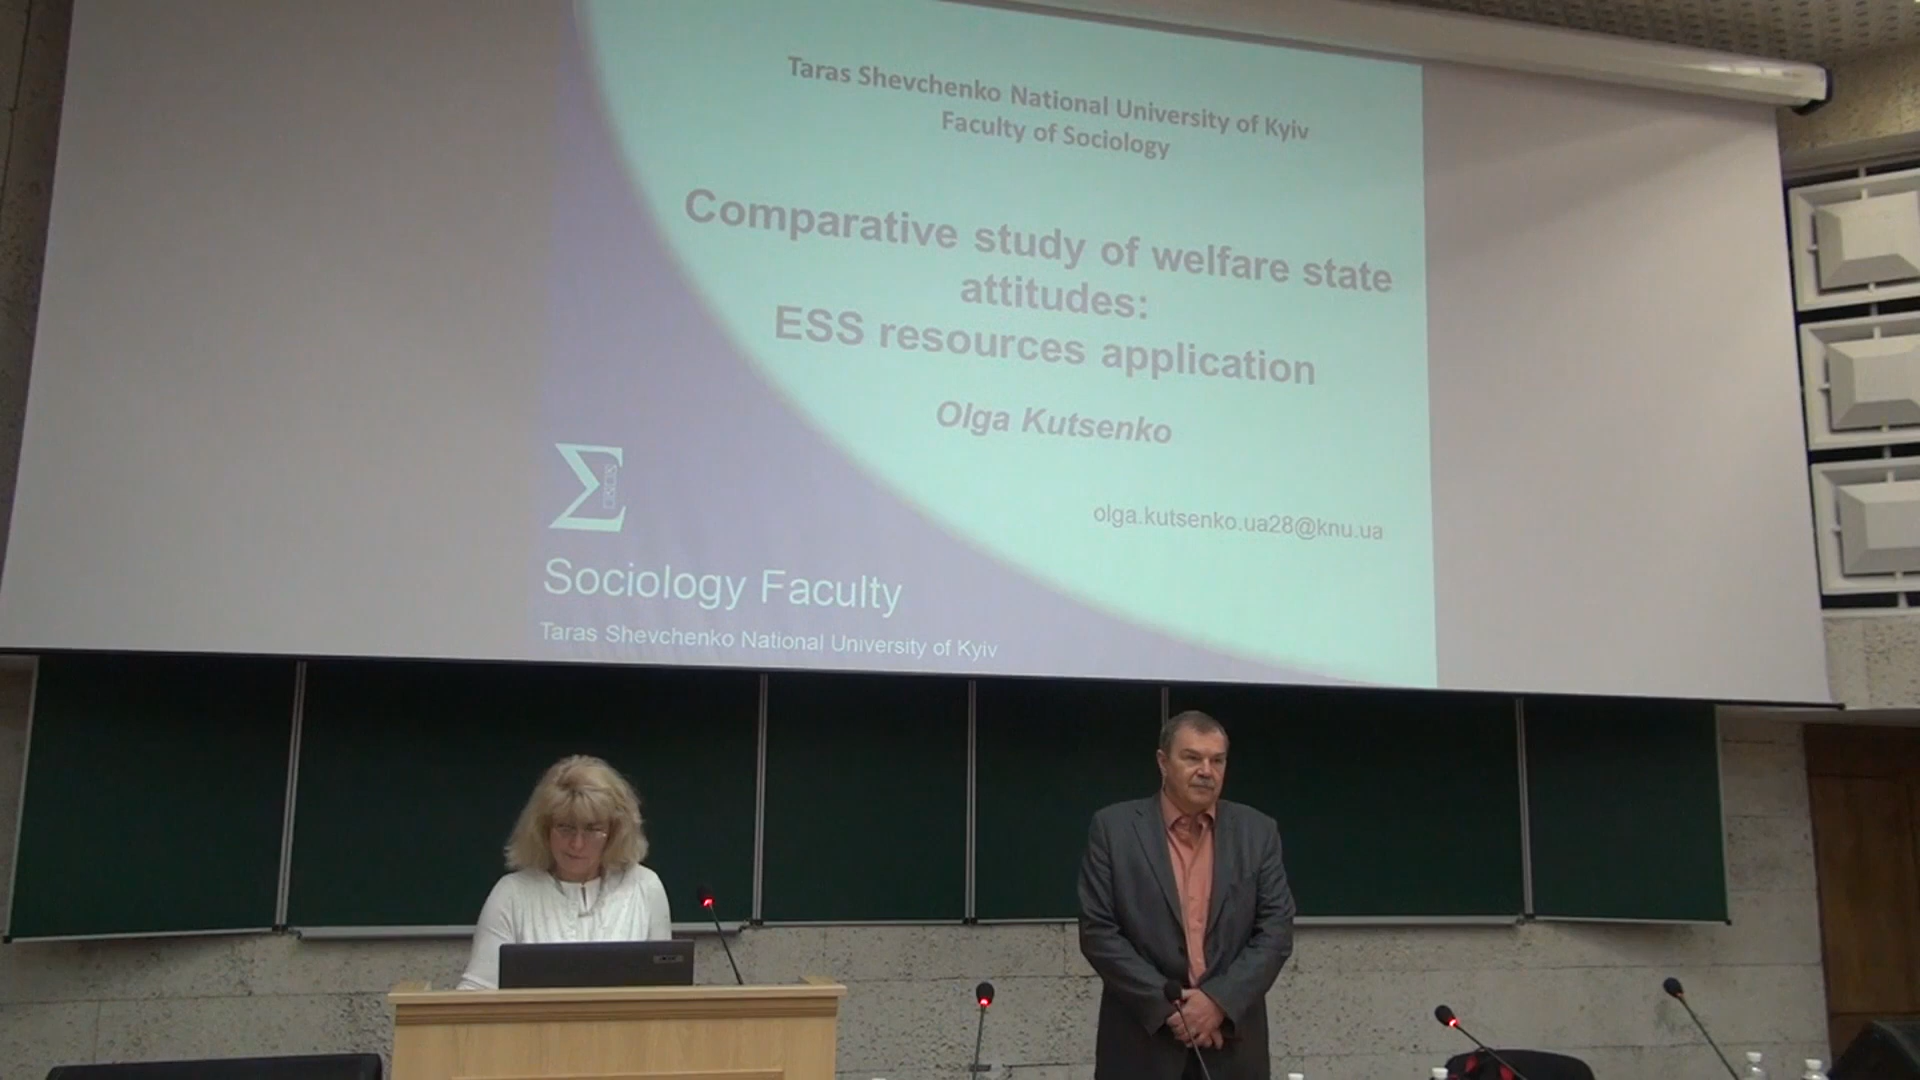 Taras Shevchenko National University of Kyiv
Faculty of Sociology
Comparative study of welfare state
attitudes:
ESS resources application
Olga Kutsenko
olga.kutsenko.ua28@knu.ua
Sociology Faculty
Taras Shevchenko National University of Kyiv